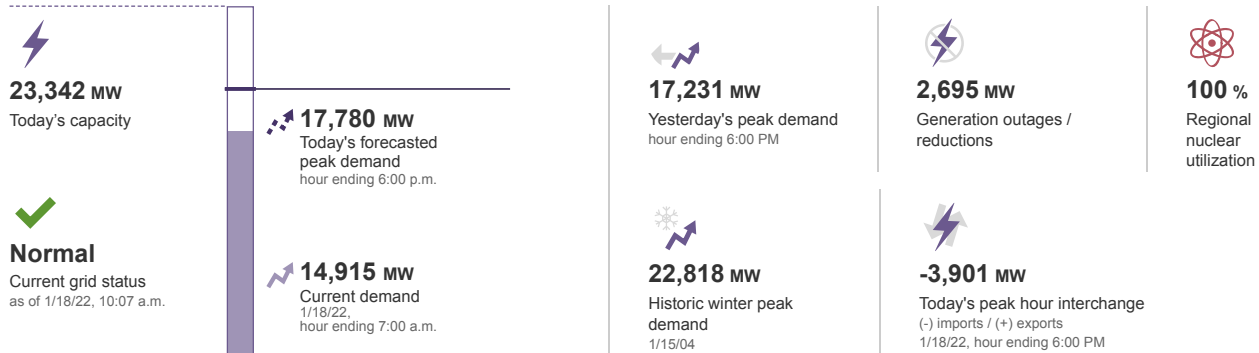 23,342 MW
Today's capacity
Normal
Current grid status
as of 1/18/22, 10:07 a.m.
17,780 MW
Today's forecasted
peak demand
hour ending 6:00 p.m.
14,915 MW
Current demand
1/18/22,
hour ending 7:00 a.m.
17,231 MW
Yesterday's peak demand
hour ending 6:00 PM
2,695 MW
Generation outages /
reductions
100 %
Regional
nuclear
utilization
22,818 MW
Historic winter peak
demand
1/15/04
-3,901 MW
Today's peak hour interchange
(-) imports / (+) exports
1/18/22, hour ending 6:00 PM